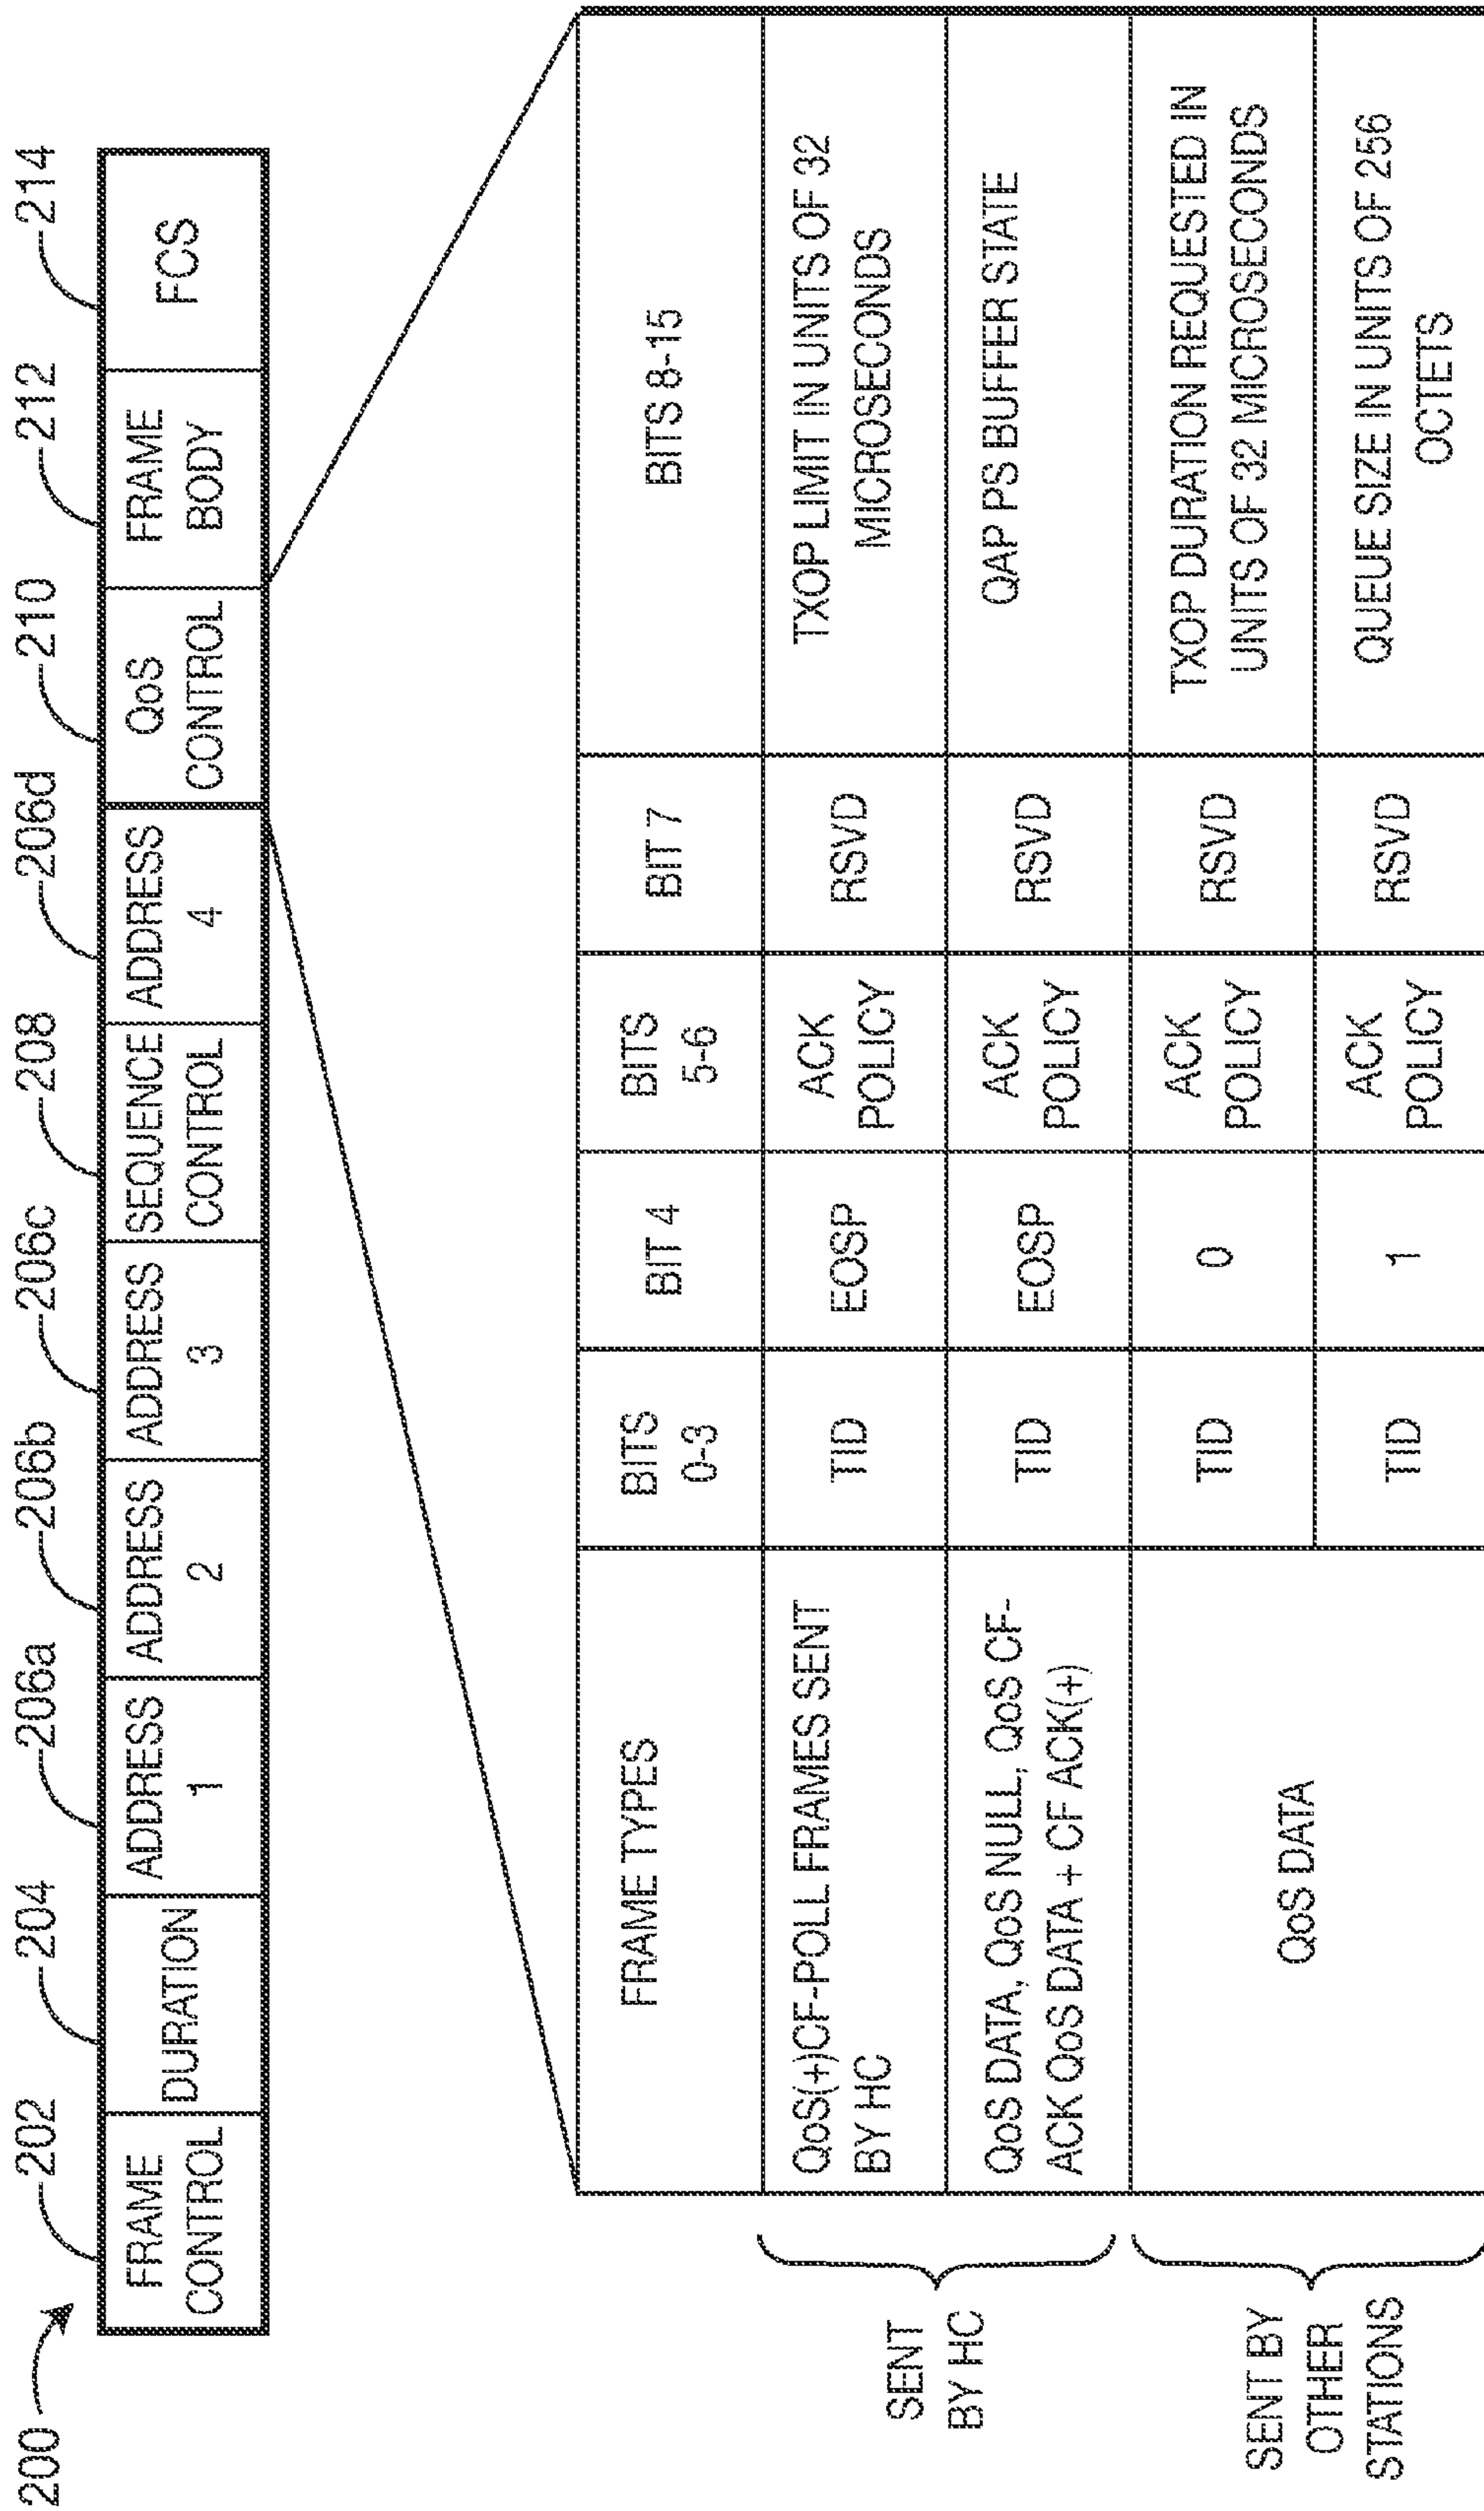 200
202
204
206a
206b
206c
208
206d
210
212
214
FRAME
CONTROL
DURATION
ADDRESS
1
ADDRESS
2
ADDRESS
3
SEQUENCE
CONTROL
ADDRESS
4
QoS
CONTROL
FRAME
BODY
FCS
FRAME TYPES
BITS
0-3
BIT 4
BITS
5-6
BIT 7
BITS 8-15
SENT
BY HC
QoS(+)CF-POLL FRAMES SENT
BY HC
TID
EOSP
ACK
POLICY
RSVD
TXOP LIMIT IN UNITS OF 32
MICROSECONDS
QoS DATA, QoS NULL, QoS CF-
ACK QoS DATA + CF ACK(+)
TID
EOSP
ACK
POLICY
RSVD
QAP PS BUFFER STATE
SENT BY
OTHER
STATIONS
QoS DATA
TID
0
ACK
POLICY
RSVD
TXOP DURATION REQUESTED IN
UNITS OF 32 MICROSECONDS
TID
1
ACK
POLICY
RSVD
QUEUE SIZE IN UNITS OF 256
OCTETS